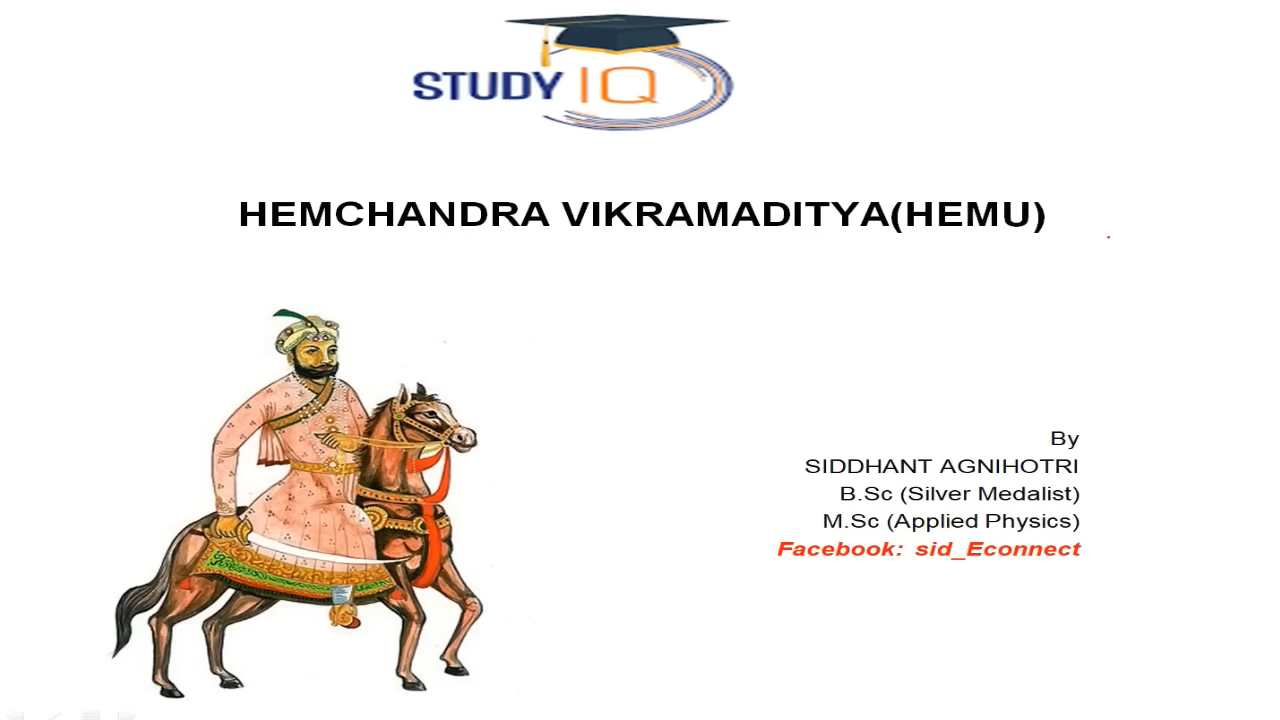 STUDY IQ
HEMCHANDRA VIKRAMADITYA(HEMU)
By
SIDDHANT AGNIHOTRI
B.Sc (Silver Medalist)
M.Sc (Applied Physics)
Facebook: sid_Econnect